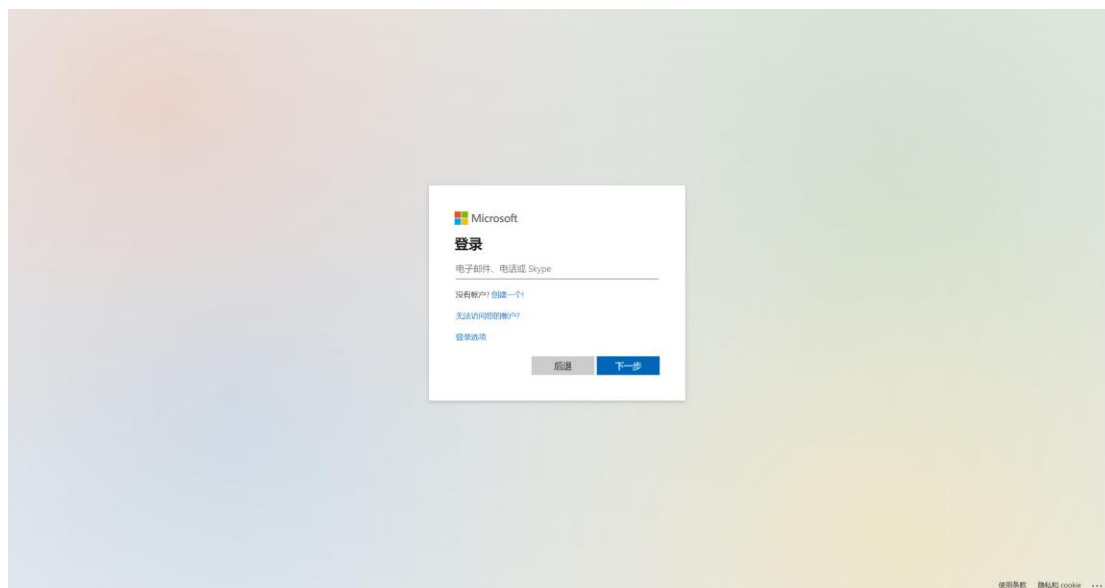 Microsoft
登录
电子邮件、电话或 Skype
没有帐户? 创建一个!
无法访问您的帐户?
登录选项
后退 下一步
使用条款 隐私和 cookie ···